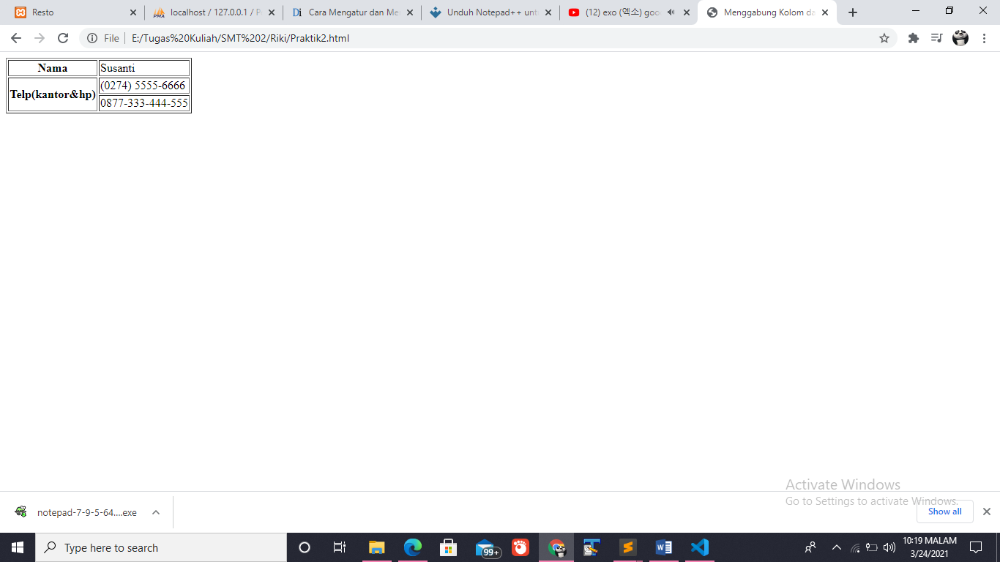 Resto
localhost / 127.0.0.1 / P
Cara Mengatur dan Me
Unduh Notepad++ unt
(12) exo (엑소) goo
Menggabung Kolom da
File
E:/Tugas%20Kuliah/SMT%202/Riki/Praktik2.html
Nama
Susanti
Telp(kantor&hp)
(0274) 5555-6666
0877-333-444-555
Activate Windows
Go to Settings to activate Windows.
notepad-7-9-5-64....exe
Show all
Type here to search
99+
10:19 MALAM
3/24/2021